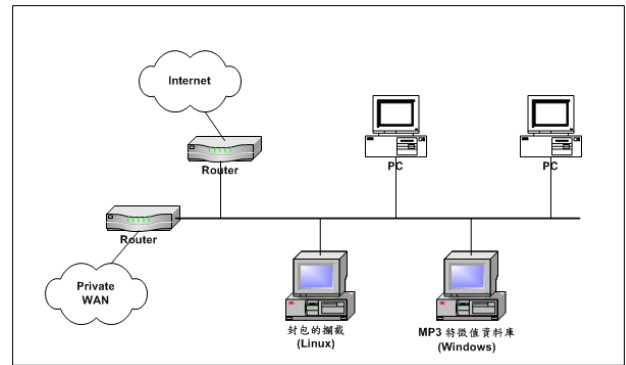 Internet
Router
PC
PC
Router
Private
WAN
封包的攔截
(Linux)
MP3 特徵值資料庫
(Windows)